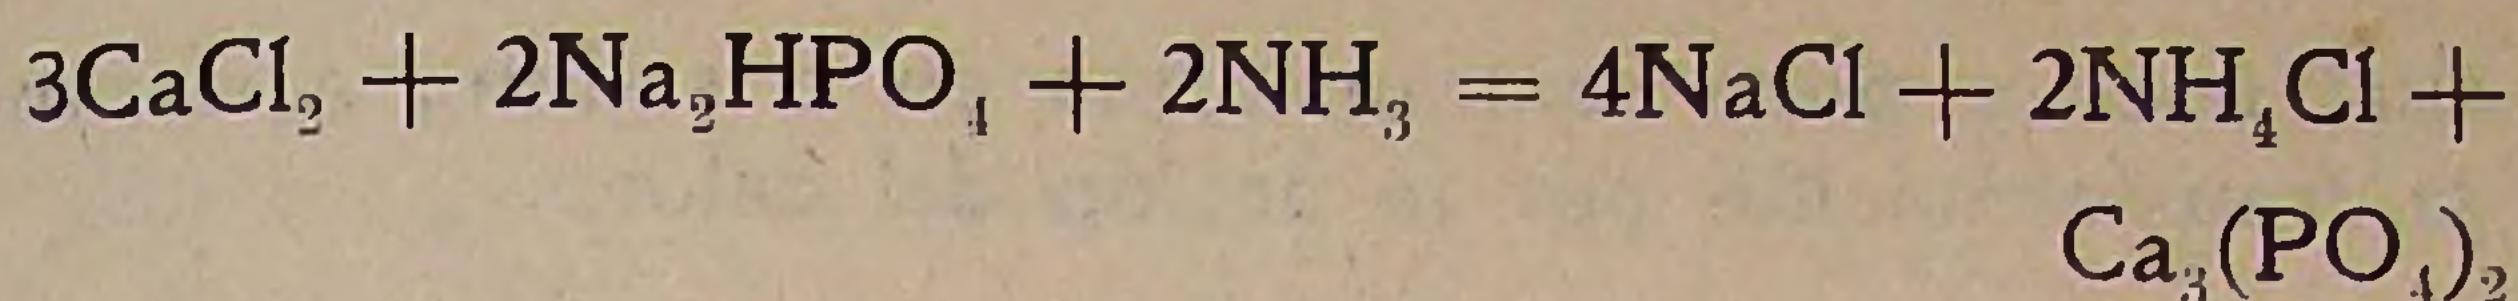 3CaCl₂ + 2Na₂HPO₄ + 2NH₃ = 4NaCl + 2NH₄Cl +
Ca₃(PO₄)₂